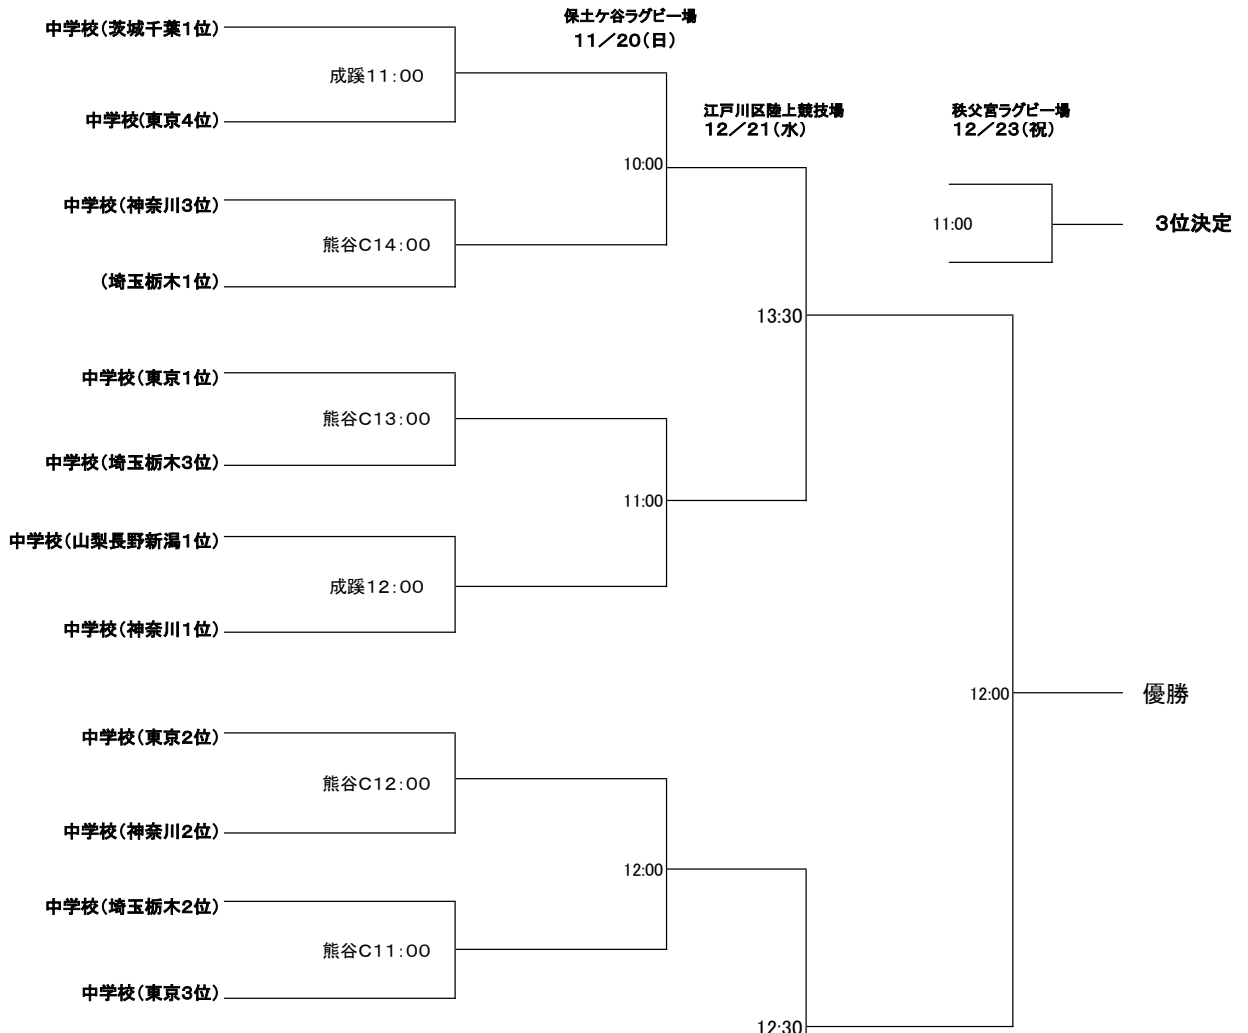 中学校（茨城千葉１位）
保土ケ谷ラグビー場
１１／２０（日）
成蹊１１：００
中学校（東京４位）
江戸川区陸上競技場
１２／２１（水）
秩父宮ラグビー場
１２／２３（祝）
10:00
中学校（神奈川３位）
11:00
３位決定
熊谷Ｃ１４：００
（埼玉栃木１位）
13:30
中学校（東京１位）
熊谷Ｃ１３：００
中学校（埼玉栃木３位）
11:00
中学校（山梨長野新潟１位）
成蹊１２：００
中学校（神奈川１位）
12:00
優勝
中学校（東京２位）
熊谷Ｃ１２：００
中学校（神奈川２位）
12:00
中学校（埼玉栃木２位）
熊谷Ｃ１１：００
中学校（東京３位）
12:30